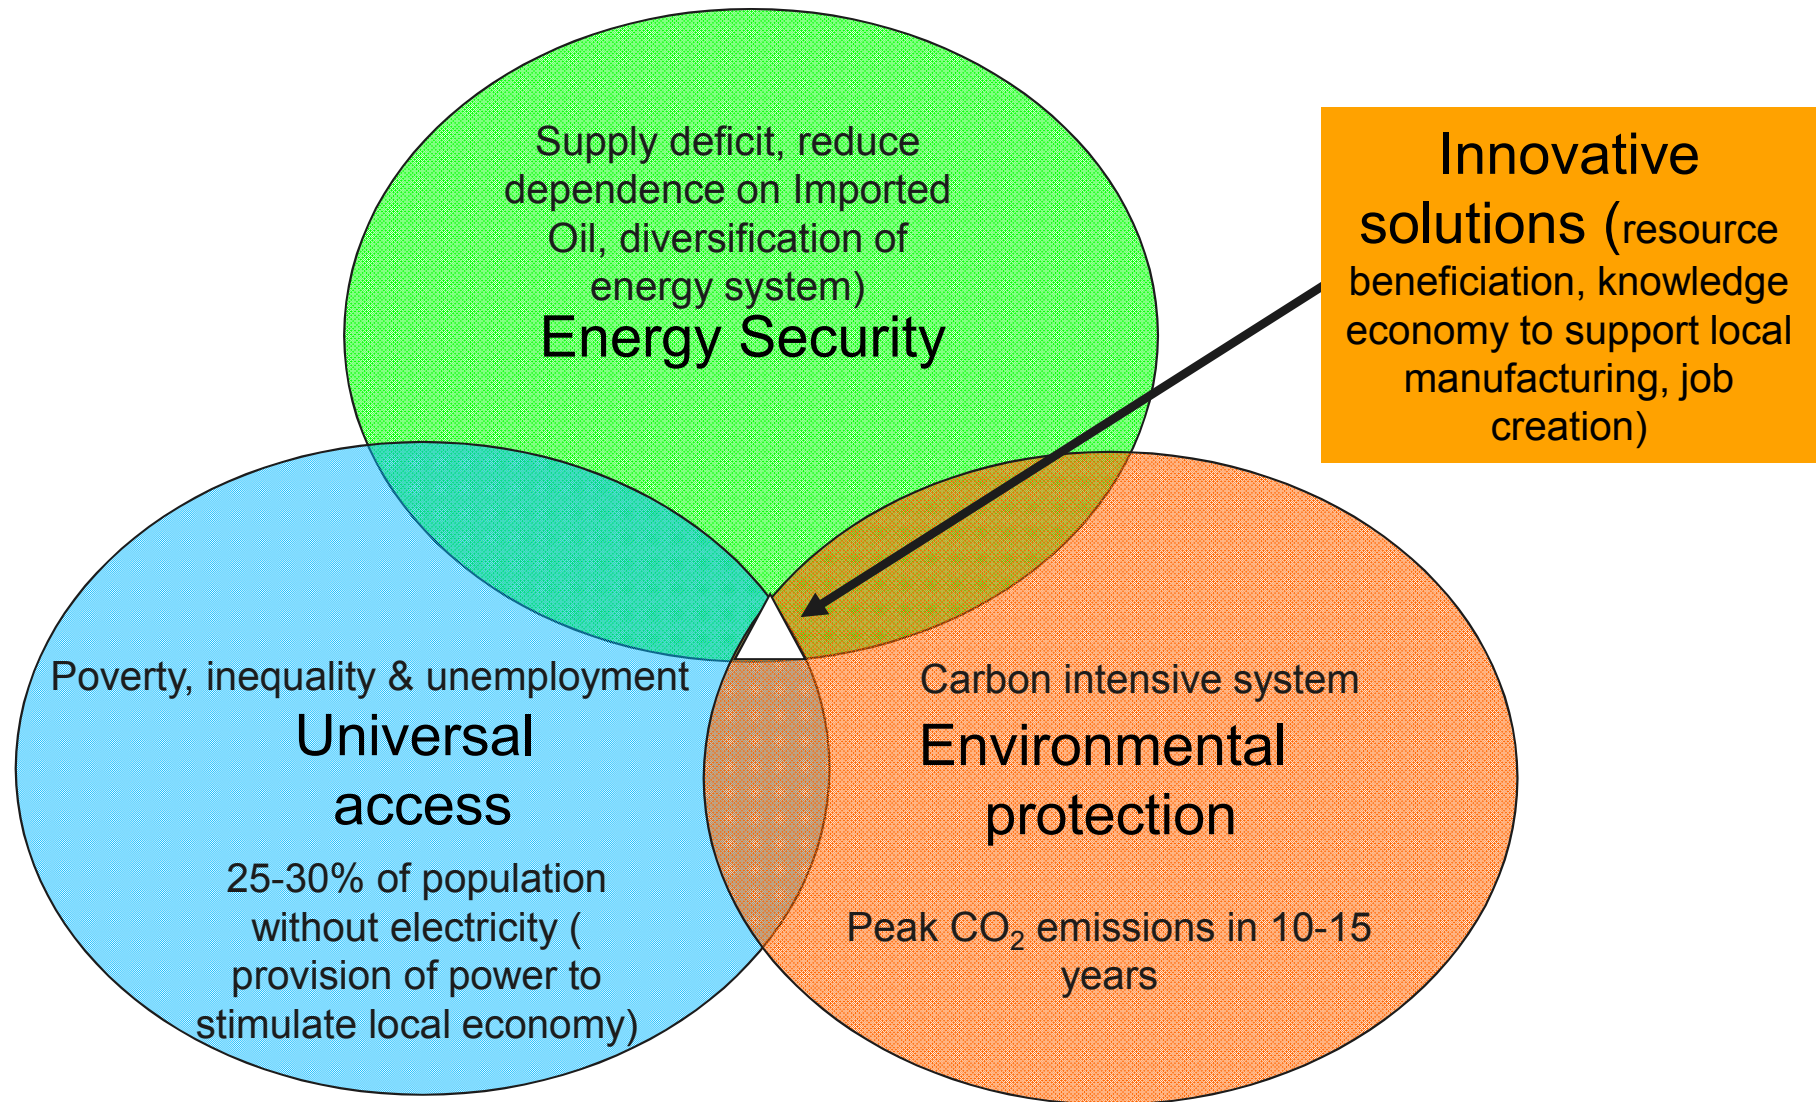 Supply deficit, reduce
dependence on Imported
Oil, diversification of
energy system)
Energy Security
Innovative
solutions (resource
beneficiation, knowledge
economy to support local
manufacturing, job
creation)
Poverty, inequality & unemployment
Universal
access
25-30% of population
without electricity (
provision of power to
stimulate local economy)
Carbon intensive system
Environmental
protection
Peak CO₂ emissions in 10-15
years